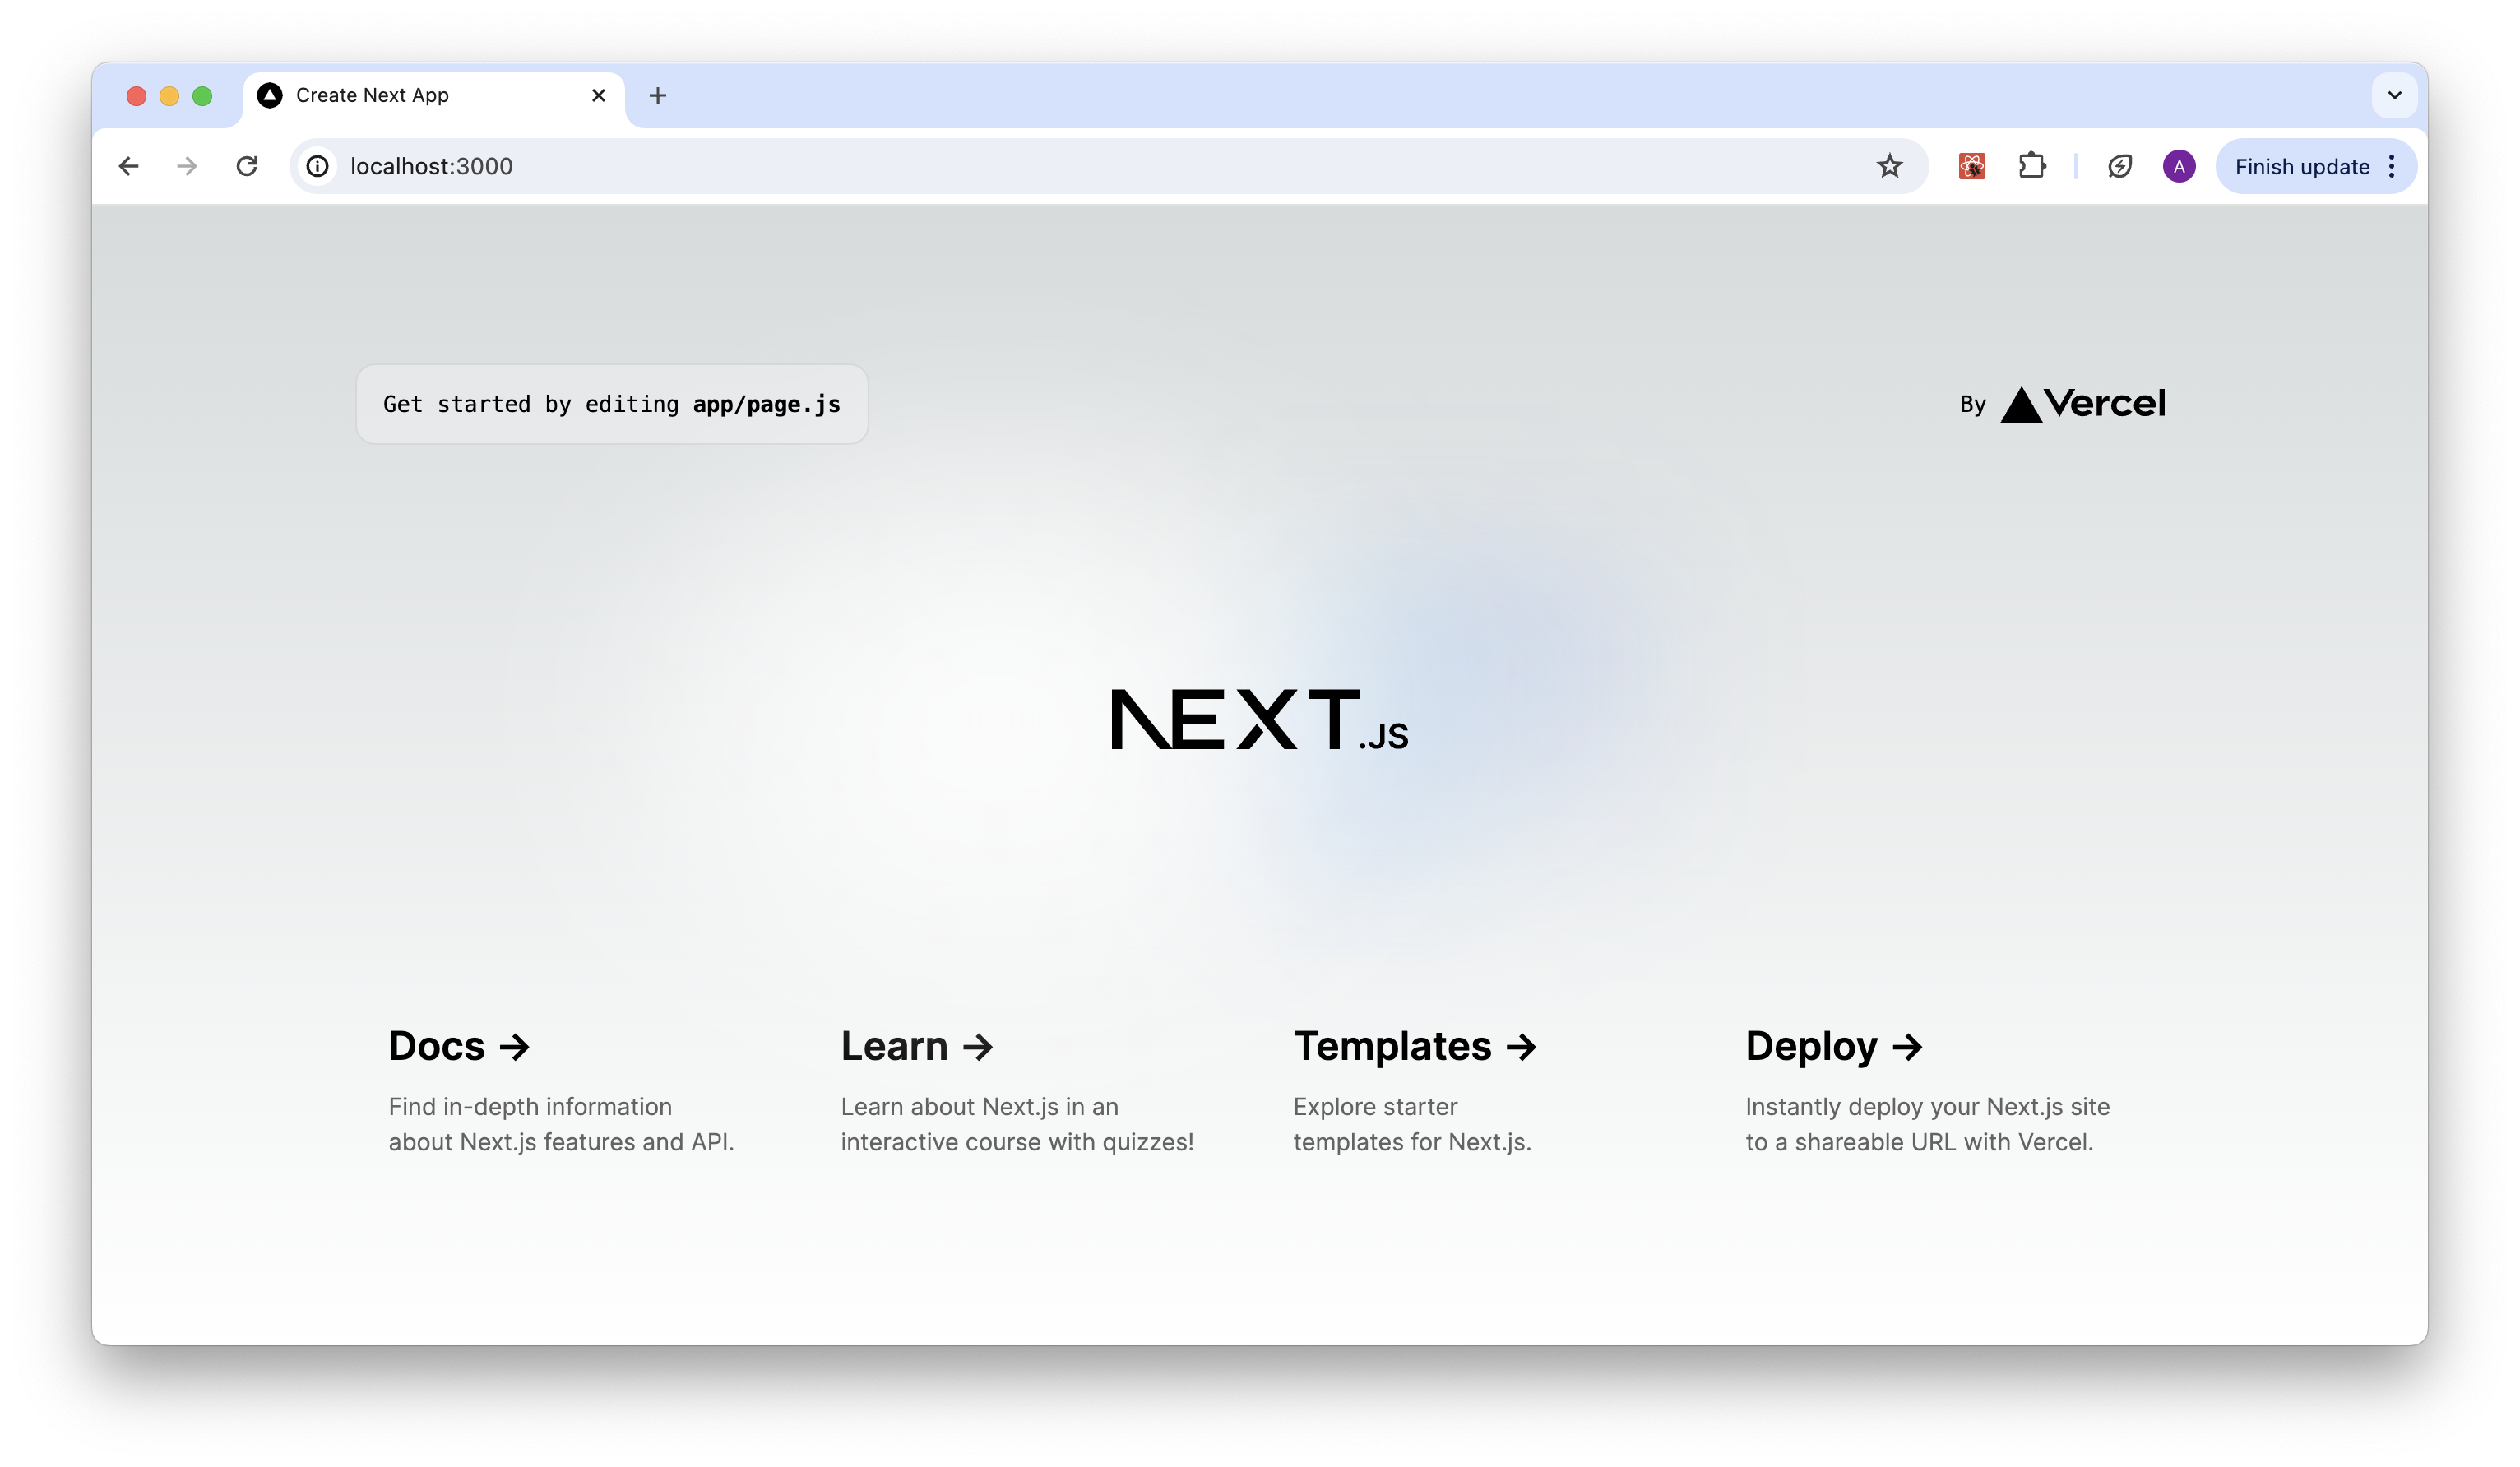 Create Next App
localhost:3000
A
Finish update
Get started by editing app/page.js
By Vercel
NEXT.JS
Docs →
Find in-depth information
about Next.js features and API.
Learn →
Learn about Next.js in an
interactive course with quizzes!
Templates →
Explore starter
templates for Next.js.
Deploy →
Instantly deploy your Next.js site
to a shareable URL with Vercel.